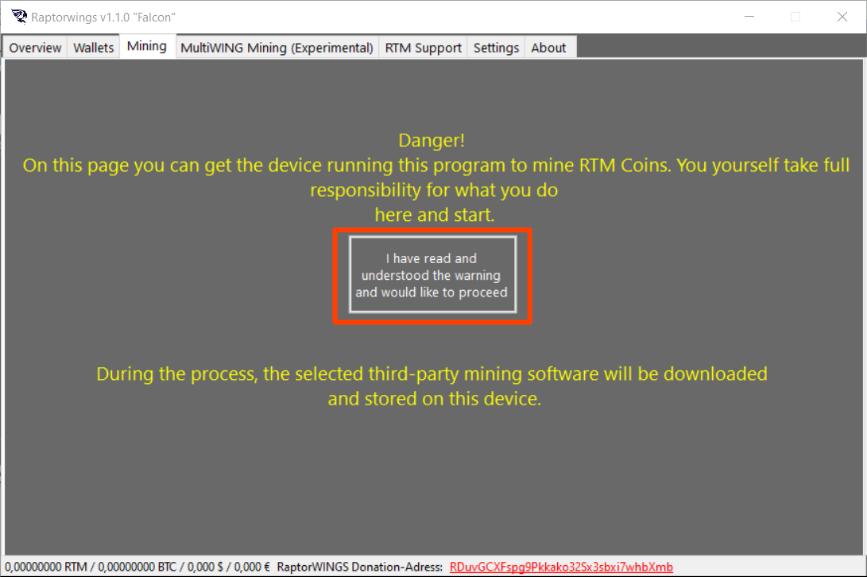 Raptorwings v1.1.0 "Falcon"
Overview Wallets Mining MultiWING Mining (Experimental) RTM Support Settings About
Danger!
On this page you can get the device running this program to mine RTM Coins. You yourself take full
responsibility for what you do
here and start.
I have read and
understood the warning
and would like to proceed
During the process, the selected third-party mining software will be downloaded
and stored on this device.
0,00000000 RTM / 0,00000000 BTC / 0,000 $ / 0,000 € RaptorWINGS Donation-Adress: RDuvGCXFspg9Pkkako32Sx3sbxi7whbXmb